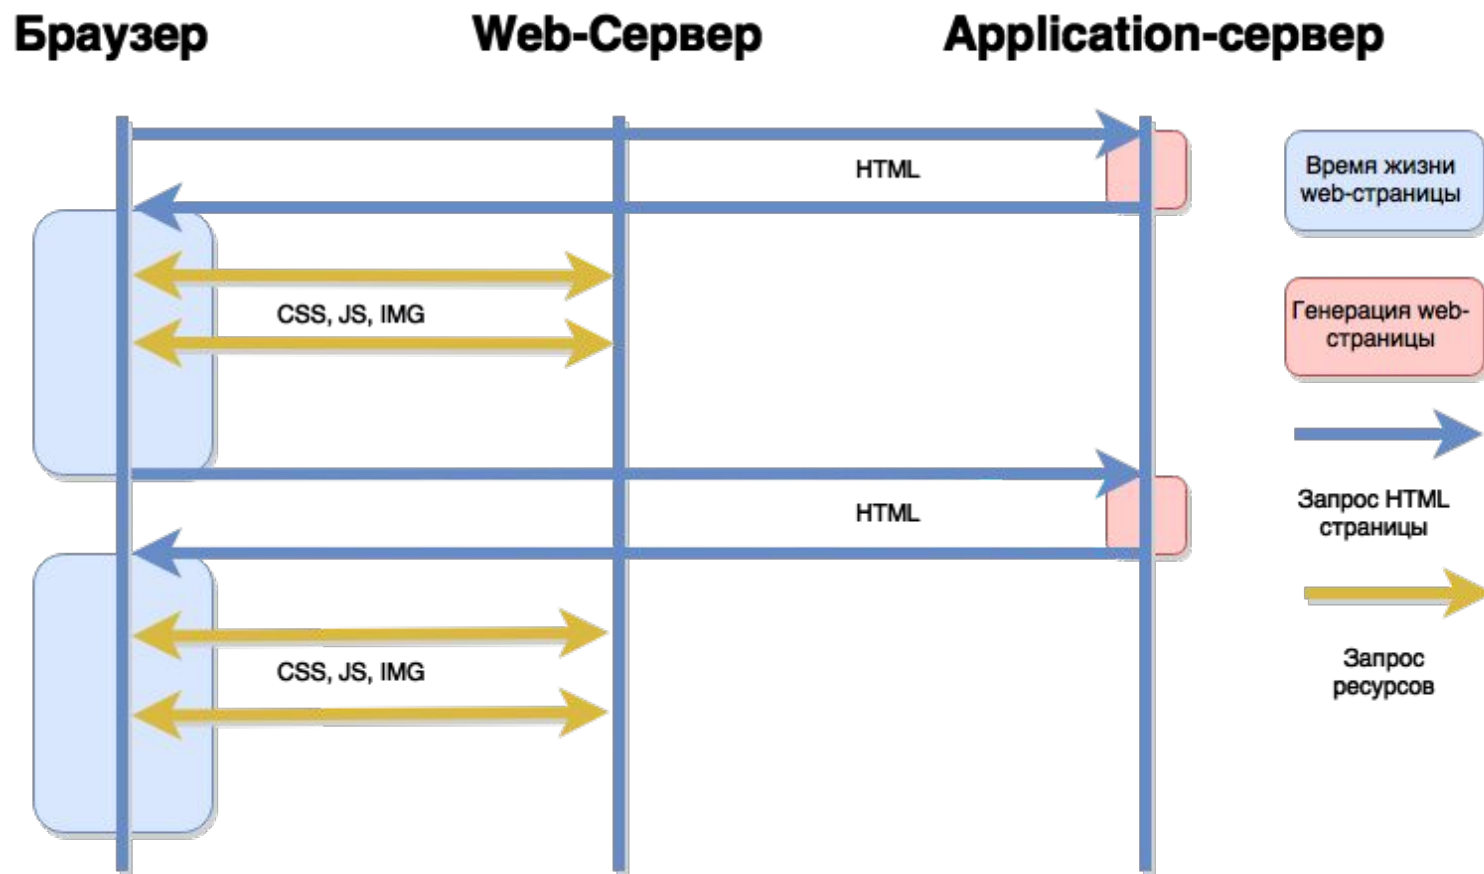 Браузер
Web-Сервер
Application-сервер
HTML
Время жизни
web-страницы
CSS, JS, IMG
Генерация web-
страницы
HTML
Запрос HTML
страницы
CSS, JS, IMG
Запрос
ресурсов